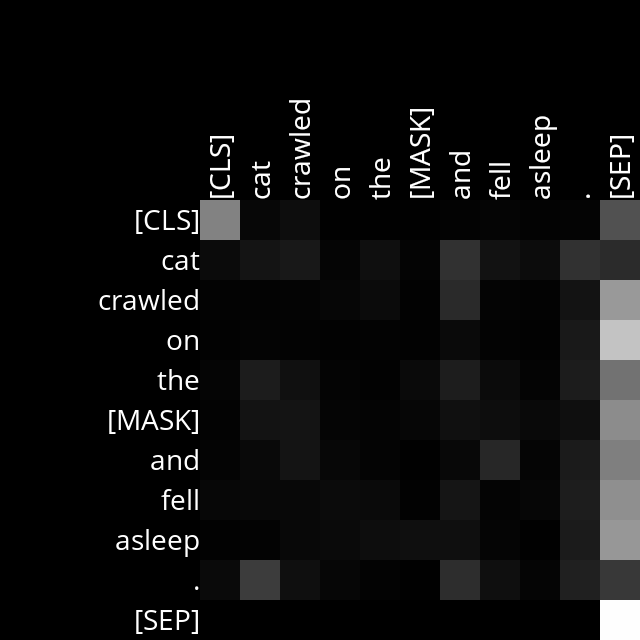 [CLS] cat crawled on the [MASK] and fell asleep . [SEP]
[CLS]
cat
crawled
on
the
[MASK]
and
fell
asleep
.
[SEP]